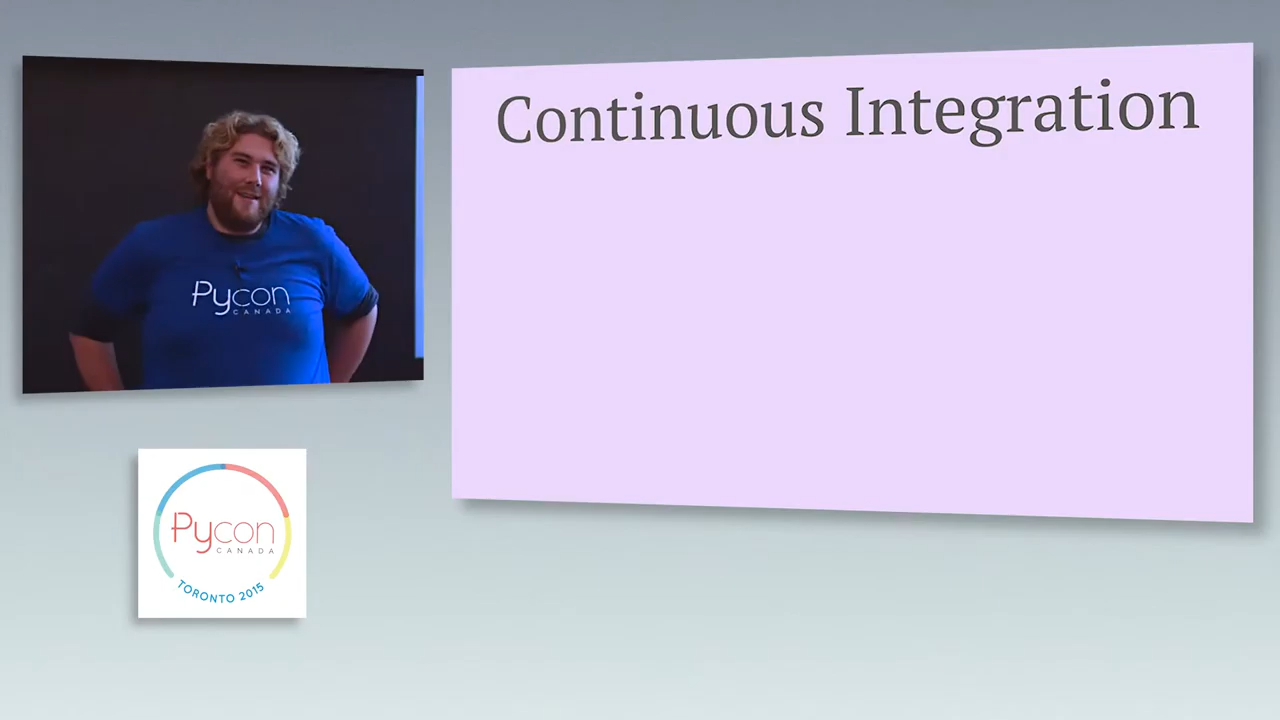 Continuous Integration
Pycon
CANADA
Pycon
CANADA
TORONTO 2015